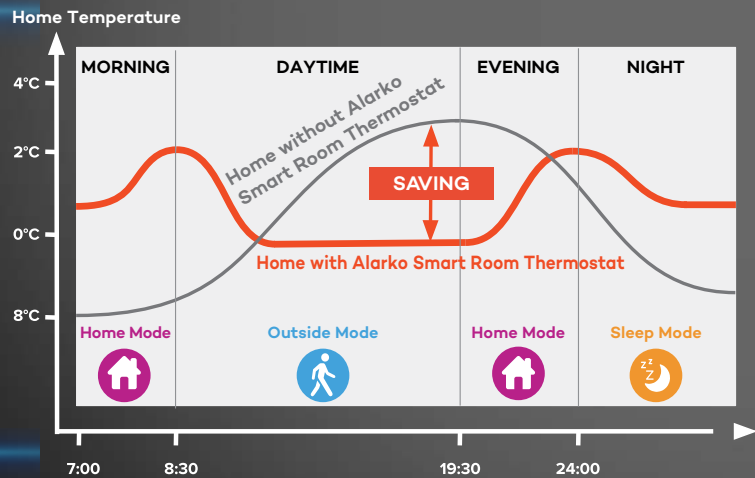 Home Temperature
MORNING
DAYTIME
EVENING
NIGHT
4°C
2°C
0°C
8°C
Home without Alarko
Smart Room Thermostat
SAVING
Home with Alarko Smart Room Thermostat
Home Mode
Outside Mode
Home Mode
Sleep Mode
z z
Z
7:00
8:30
19:30
24:00